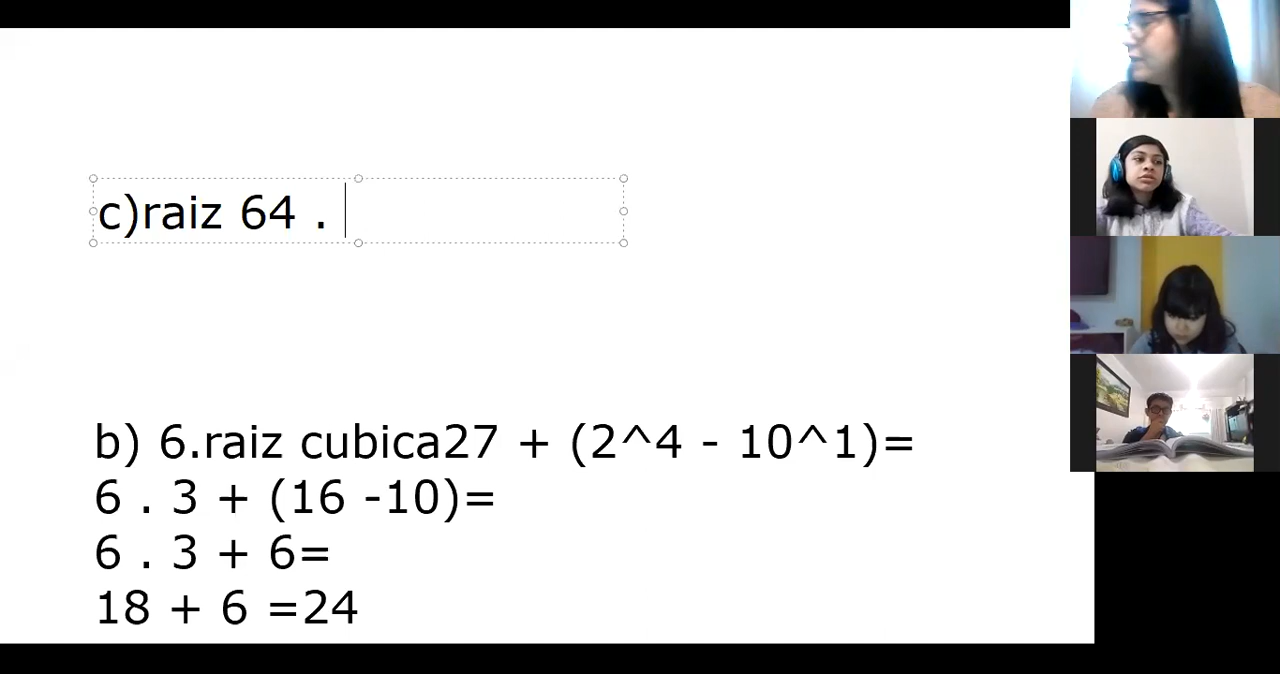 c)raiz 64 .
b) 6.raiz cubica27 + (2^4 - 10^1)=
6 . 3 + (16 -10)=
6 . 3 + 6=
18 + 6 =24